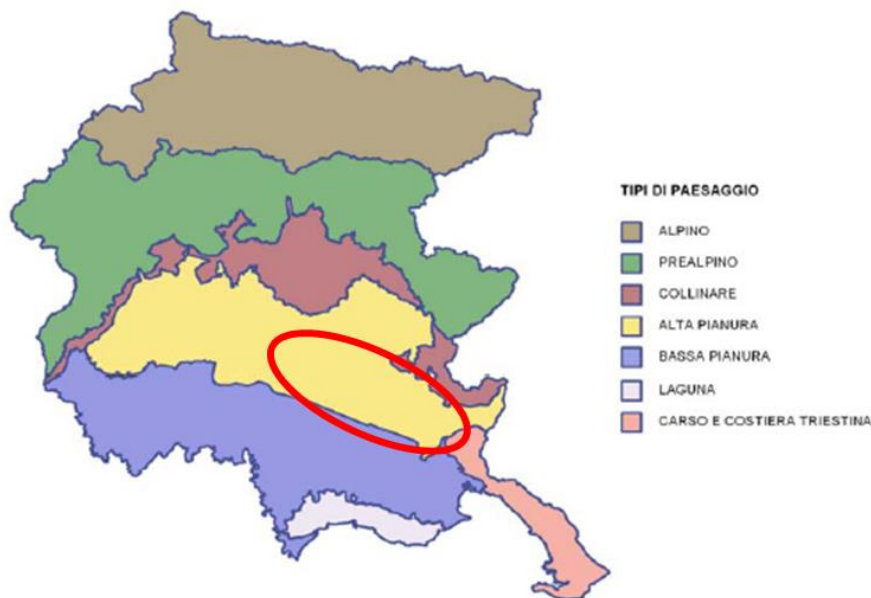 TIPI DI PAESAGGIO
ALPINO
PREALPINO
COLLINARE
ALTA PIANURA
BASSA PIANURA
LAGUNA
CARSO E COSTIERA TRIESTINA